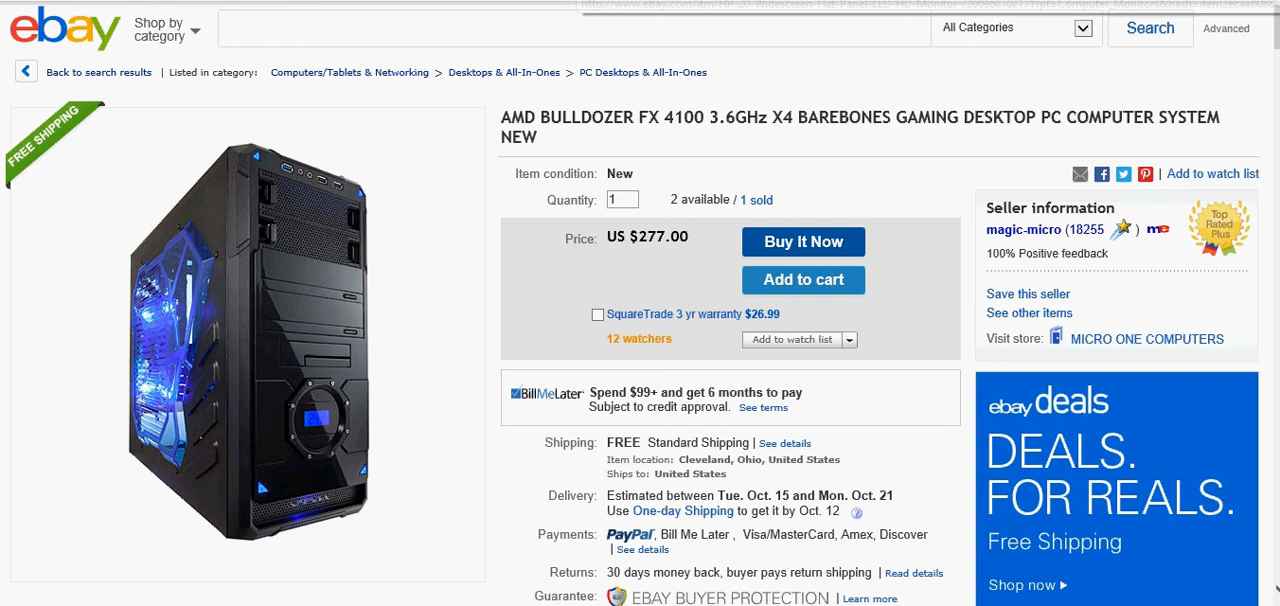 ebay
Shop by category
All Categories
Search
Advanced
Back to search results | Listed in category: Computers/Tablets & Networking > Desktops & All-In-Ones > PC Desktops & All-In-Ones
FREE SHIPPING
AMD BULLDOZER FX 4100 3.6GHz X4 BAREBONES GAMING DESKTOP PC COMPUTER SYSTEM
NEW
Item condition: New
Quantity: 1 2 available / 1 sold
Price: US $277.00
Buy It Now
Add to cart
SquareTrade 3 yr warranty $26.99
12 watchers
Add to watch list
BillMeLater Spend $99+ and get 6 months to pay
Subject to credit approval. See terms
Shipping: FREE Standard Shipping | See details
Item location: Cleveland, Ohio, United States
Ships to: United States
Delivery: Estimated between Tue. Oct. 15 and Mon. Oct. 21
Use One-day Shipping to get it by Oct. 12 ?
Payments: PayPal, Bill Me Later , Visa/MasterCard, Amex, Discover
| See details
Returns: 30 days money back, buyer pays return shipping | Read details
Guarantee: EBAY BUYER PROTECTION | Learn more
| Add to watch list
Seller information
magic-micro (18255 ) me
100% Positive feedback
Top
Rated
Plus
Save this seller
See other items
Visit store: MICRO ONE COMPUTERS
ebay deals
DEALS.
FOR REALS.
Free Shipping
Shop now